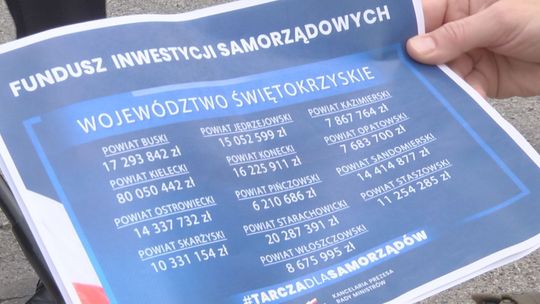 FUNDUSZ INWESTYCJI SAMORZĄDOWYCH
WOJEWÓDZTWO ŚWIĘTOKRZYSKIE
POWIAT BUSKI
17 293 842 zł
POWIAT KIELECKI
80 050 442 zł
POWIAT OSTROWIECKI
14 337 732 zł
POWIAT SKARŻYSKI
10 331 154 zł
POWIAT JĘDRZEJOWSKI
15 052 599 zł
POWIAT KONECKI
16 225 911 zł
POWIAT PIŃCZOWSKI
6 210 686 zł
POWIAT STARACHOWICKI
20 287 391 zł
POWIAT WŁOSZCZOWSKI
8 675 995 zł
POWIAT KAZIMIERSKI
7 867 764 zł
POWIAT OPATOWSKI
7 683 700 zł
POWIAT SANDOMIERSKI
14 414 877 zł
POWIAT STASZOWSKI
11 254 285 zł
#TARCZADLASAMORZĄDÓW
KANCELARIA PREZESA
RADY MINISTRÓW